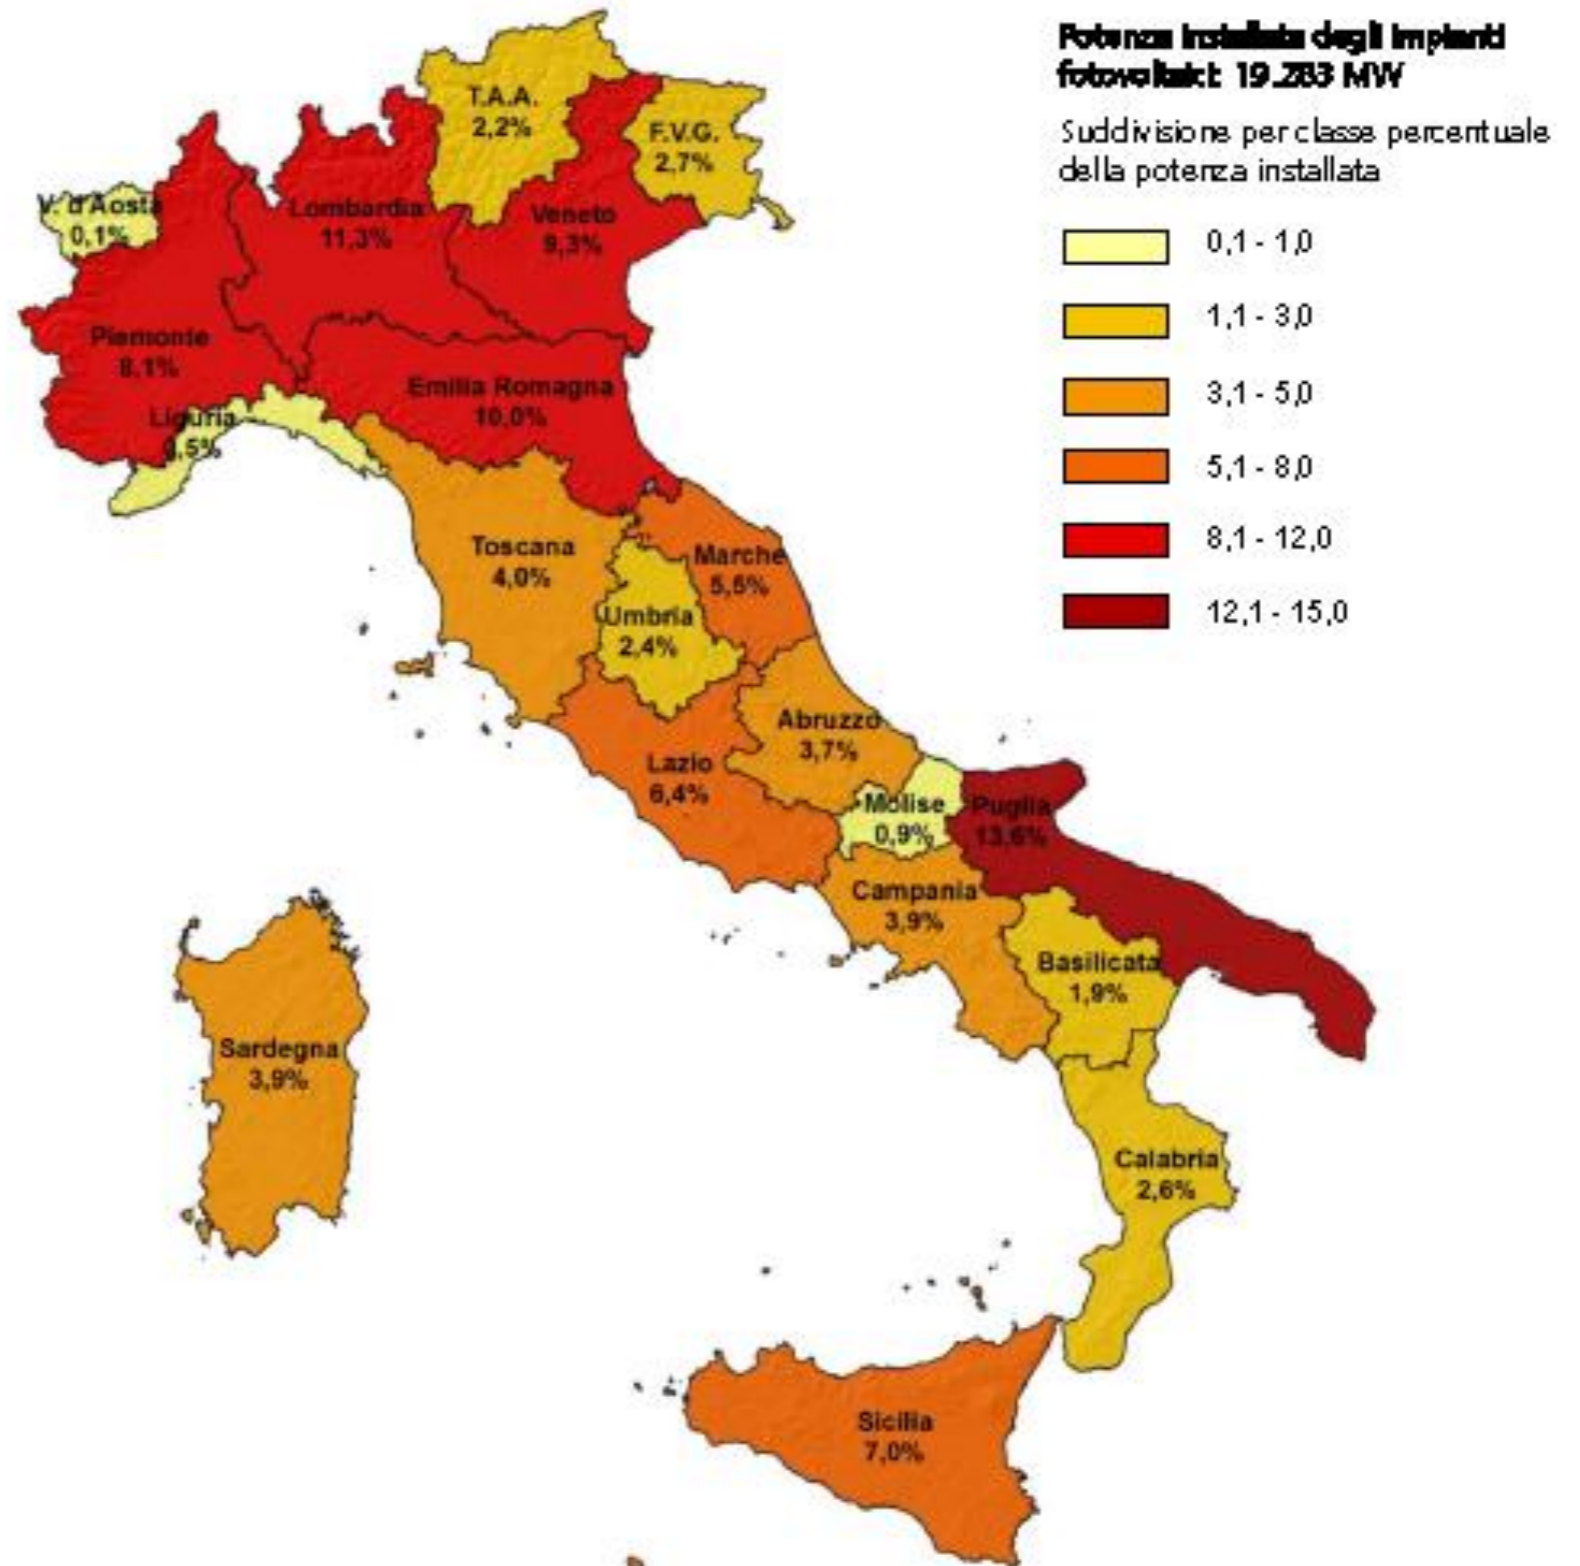 Potenza installata degli impianti
fotovoltaici: 19.283 MW
Suddivisione per classe percentuale
della potenza installata
0,1 - 1,0
1,1 - 3,0
3,1 - 5,0
5,1 - 8,0
8,1 - 12,0
12,1 - 15,0
T.A.A.
2,2%
F.V.G.
2,7%
V. d'Aosta
0,1%
Lombardia
11,3%
Veneto
9,3%
Piemonte
8,1%
Emilia Romagna
10,0%
Liguria
0,5%
Toscana
4,0%
Marche
5,5%
Umbria
2,4%
Abruzzo
3,7%
Lazio
6,4%
Molise
0,9%
Puglia
13,6%
Campania
3,9%
Basilicata
1,9%
Sardegna
3,9%
Calabria
2,6%
Sicilia
7,0%